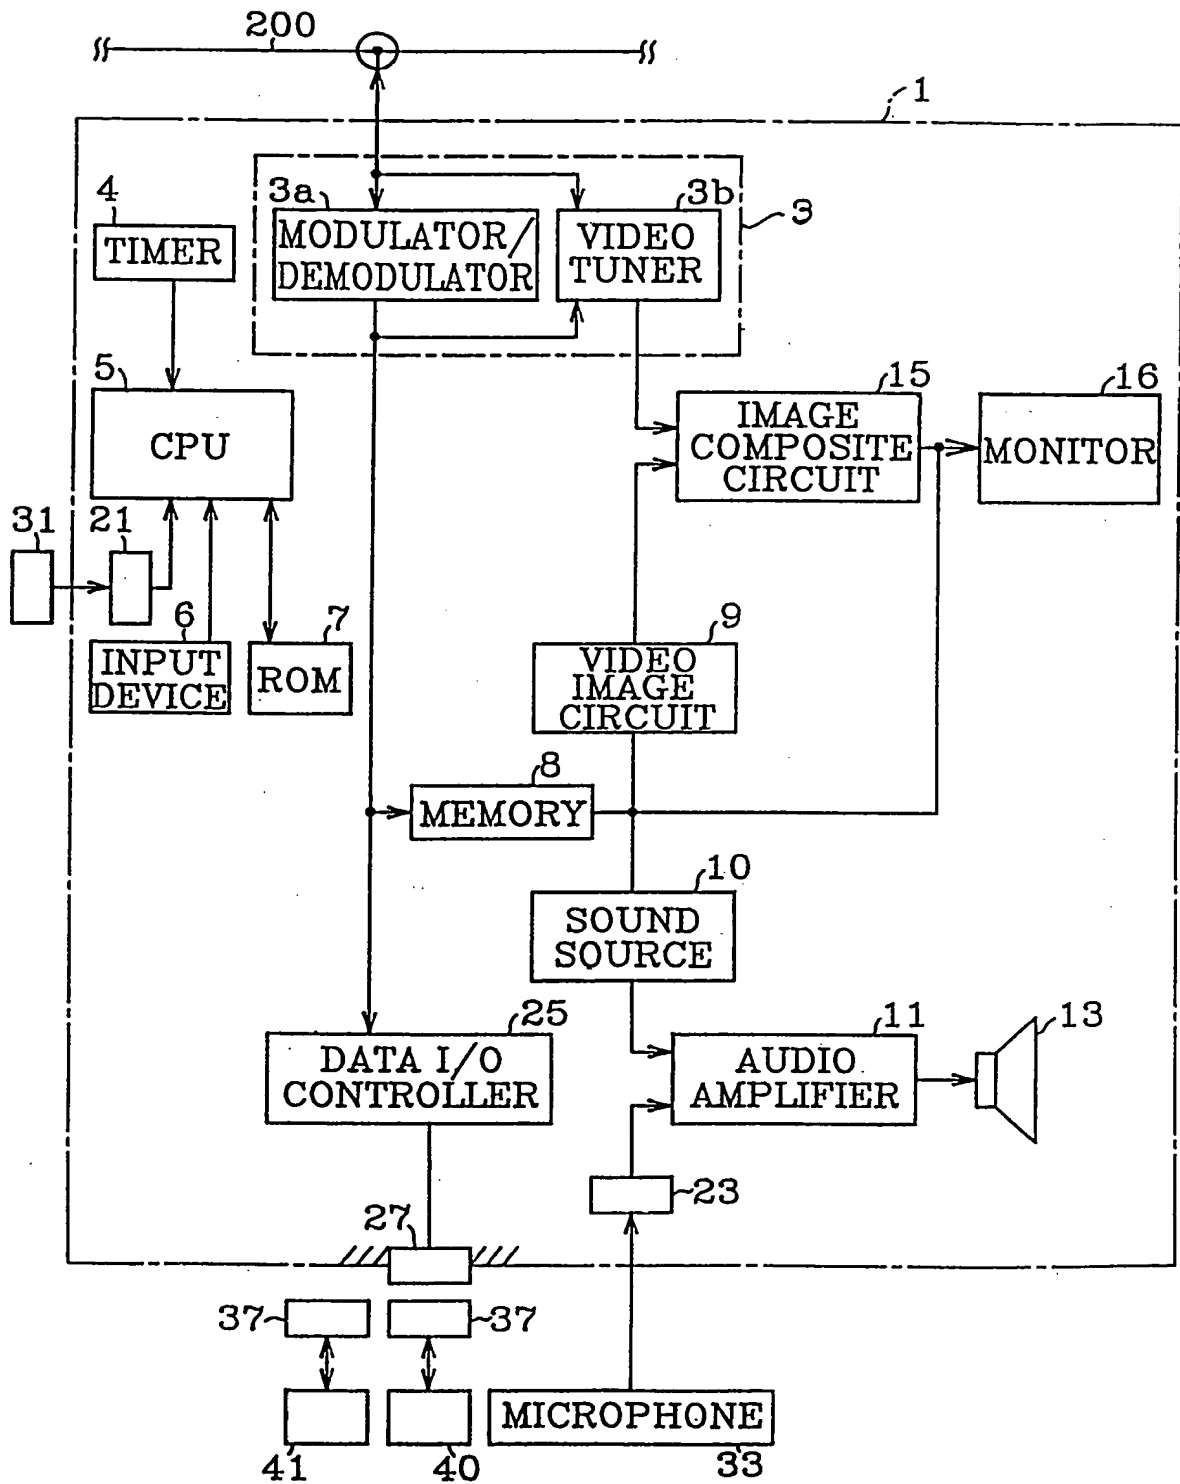 200
1
3a
3b
3
4
MODULATOR/
DEMODULATOR
VIDEO
TUNER
TIMER
5
CPU
15
IMAGE
COMPOSITE
CIRCUIT
16
MONITOR
31
21
6
INPUT
DEVICE
7
ROM
9
VIDEO
IMAGE
CIRCUIT
8
MEMORY
10
SOUND
SOURCE
25
DATA I/O
CONTROLLER
11
AUDIO
AMPLIFIER
13
23
27
37
37
41
40
MICROPHONE
33